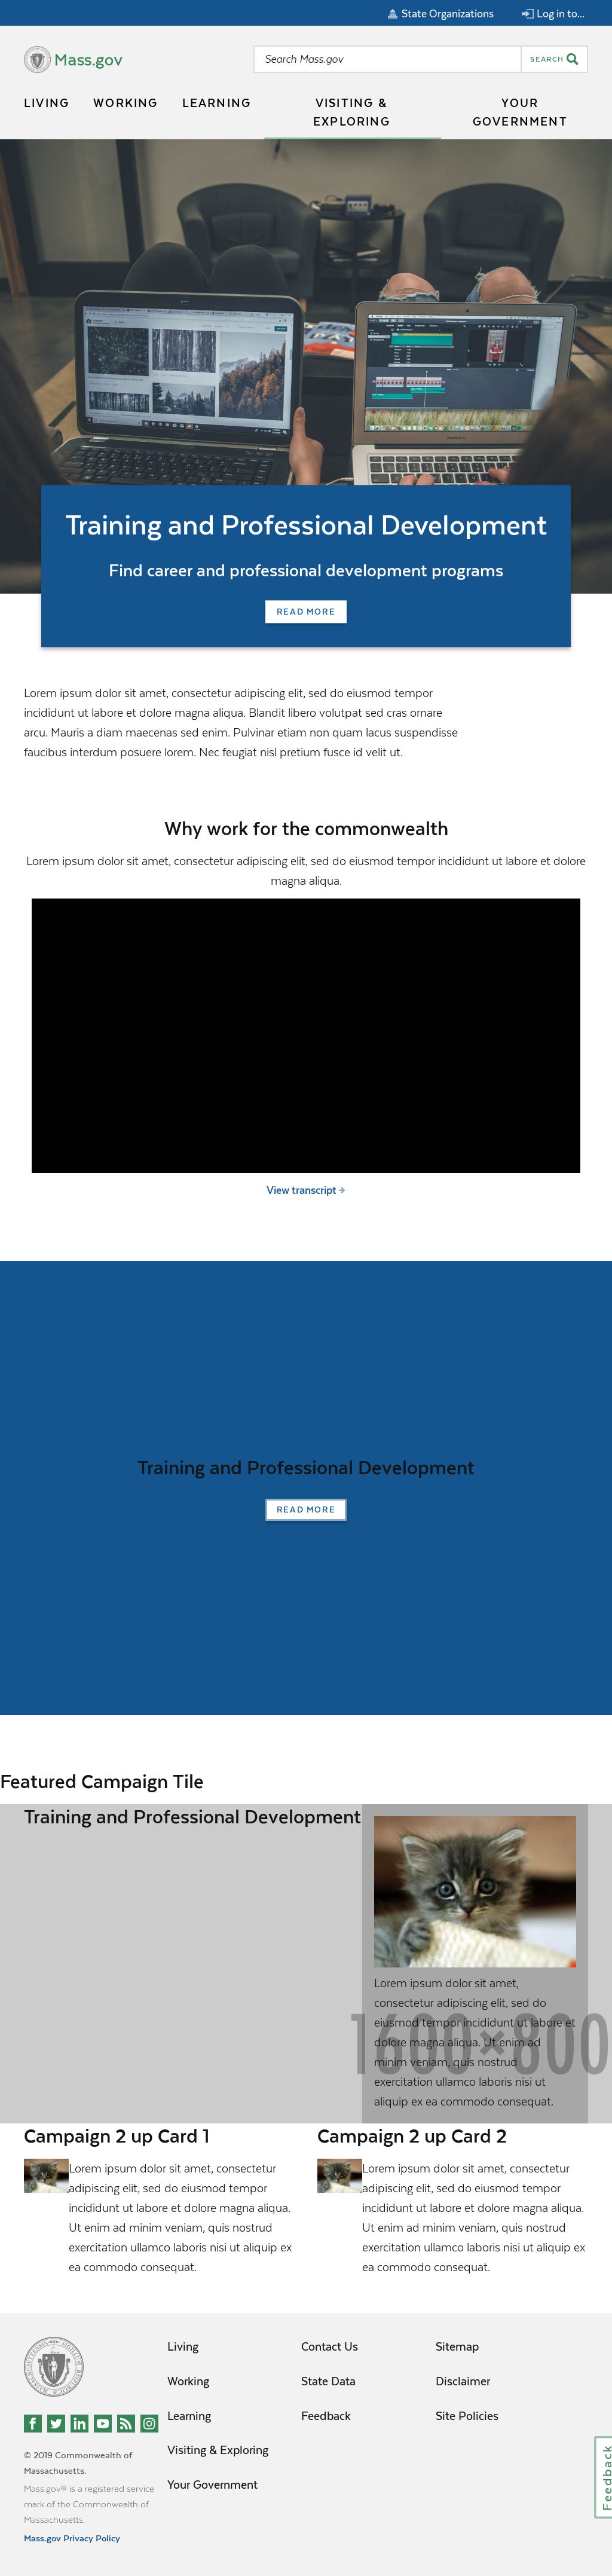 State Organizations
Log in to...
Mass.gov
Search Mass.gov
SEARCH
LIVING
WORKING
LEARNING
VISITING &
EXPLORING
YOUR
GOVERNMENT
Training and Professional Development
Find career and professional development programs
READ MORE
Lorem ipsum dolor sit amet, consectetur adipiscing elit, sed do eiusmod tempor
incididunt ut labore et dolore magna aliqua. Blandit libero volutpat sed cras ornare
arcu. Mauris a diam maecenas sed enim. Pulvinar etiam non quam lacus suspendisse
faucibus interdum posuere lorem. Nec feugiat nisl pretium fusce id velit ut.
Why work for the commonwealth
Lorem ipsum dolor sit amet, consectetur adipiscing elit, sed do eiusmod tempor incididunt ut labore et dolore
magna aliqua.
View transcript
Training and Professional Development
READ MORE
Featured Campaign Tile
Training and Professional Development
Lorem ipsum dolor sit amet,
consectetur adipiscing elit, sed do
eiusmod tempor incididunt ut labore et
dolore magna aliqua. Ut enim ad
minim veniam, quis nostrud
exercitation ullamco laboris nisi ut
aliquip ex ea commodo consequat.
1600×800
Campaign 2 up Card 1
Lorem ipsum dolor sit amet, consectetur
adipiscing elit, sed do eiusmod tempor
incididunt ut labore et dolore magna aliqua.
Ut enim ad minim veniam, quis nostrud
exercitation ullamco laboris nisi ut aliquip ex
ea commodo consequat.
Campaign 2 up Card 2
Lorem ipsum dolor sit amet, consectetur
adipiscing elit, sed do eiusmod tempor
incididunt ut labore et dolore magna aliqua.
Ut enim ad minim veniam, quis nostrud
exercitation ullamco laboris nisi ut aliquip ex
ea commodo consequat.
Living
Working
Learning
Visiting & Exploring
Your Government
Contact Us
State Data
Feedback
Sitemap
Disclaimer
Site Policies
© 2019 Commonwealth of
Massachusetts.
Mass.gov® is a registered service
mark of the Commonwealth of
Massachusetts.
Mass.gov Privacy Policy
Feedback